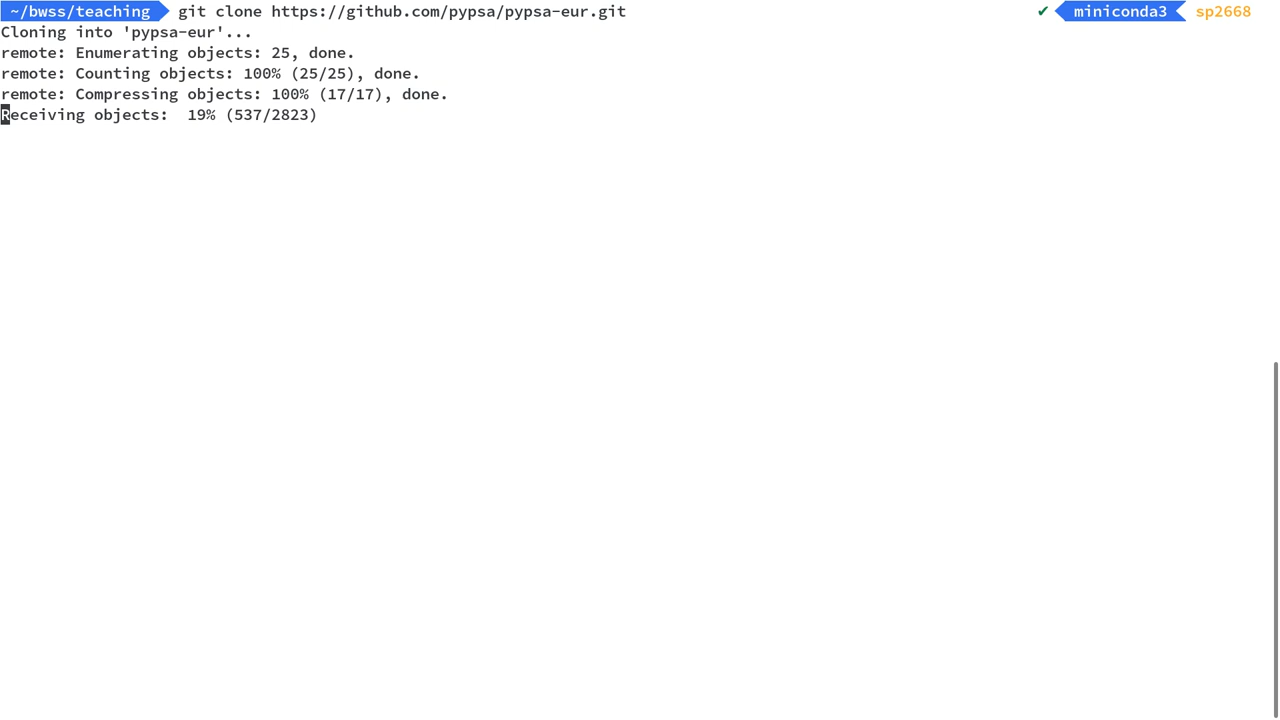 ~/bwss/teaching git clone https://github.com/pypsa/pypsa-eur.git ✔ miniconda3 sp2668
Cloning into 'pypsa-eur'...
remote: Enumerating objects: 25, done.
remote: Counting objects: 100% (25/25), done.
remote: Compressing objects: 100% (17/17), done.
Receiving objects:  19% (537/2823)